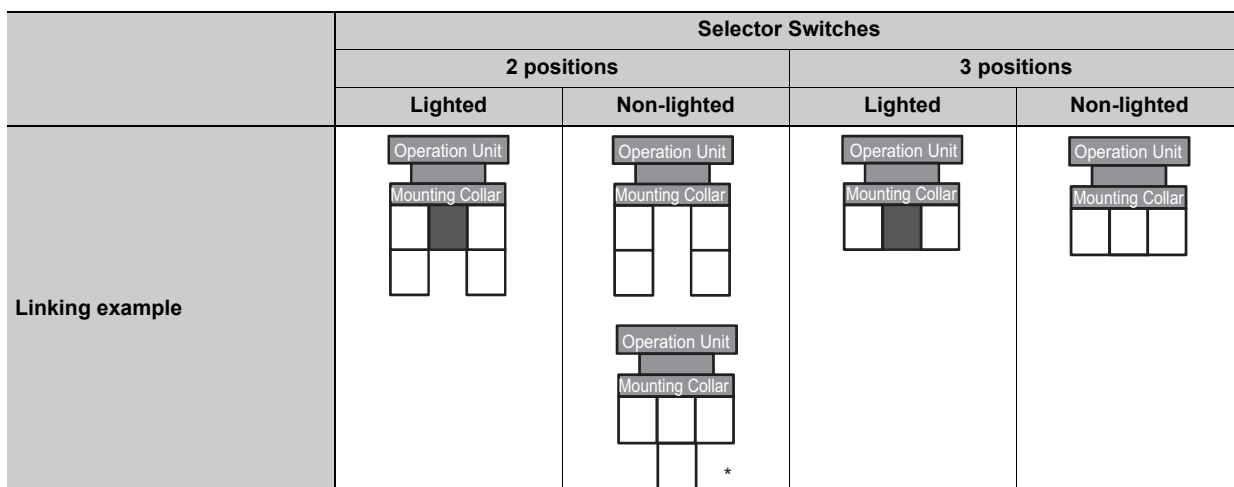 Selector Switches
2 positions 3 positions
Lighted Non-lighted Lighted Non-lighted
Linking example
Operation Unit
Mounting Collar
Operation Unit
Mounting Collar
Operation Unit
Mounting Collar
*
Operation Unit
Mounting Collar
Operation Unit
Mounting Collar